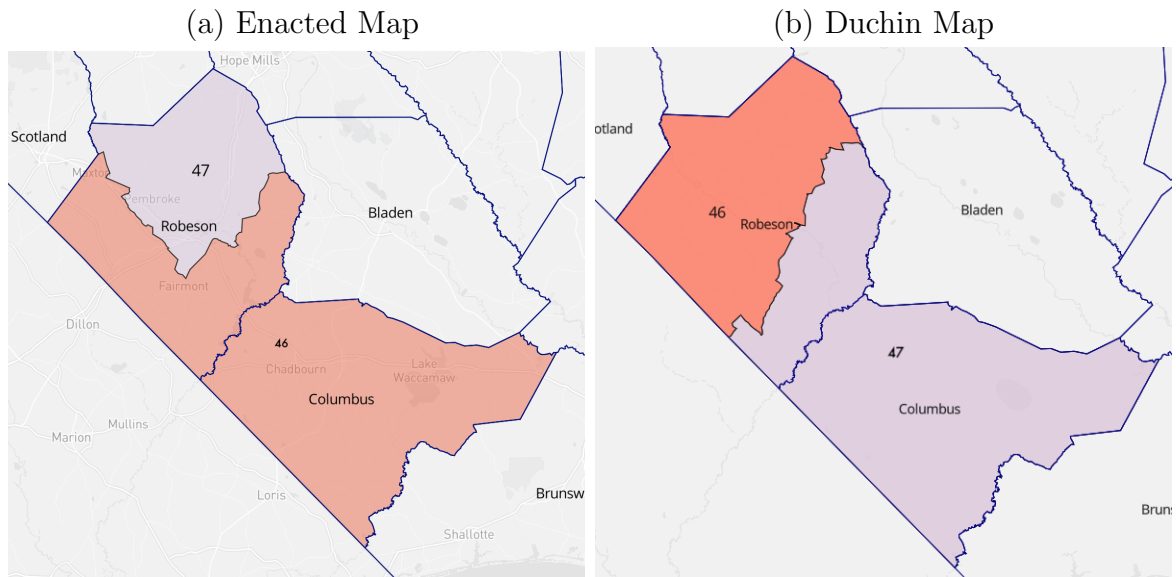 (a) Enacted Map
Hope Mills
Scotland
Maxton
47
Pembroke
Robeson
Bladen
Fairmont
Dillon
46
Chadbourn
Lake
Waccamaw
Columbus
Mullins
Marion
Loris
Brunsw
Shallotte
(b) Duchin Map
otland
46
Robeson
Bladen
47
Columbus
Bruns